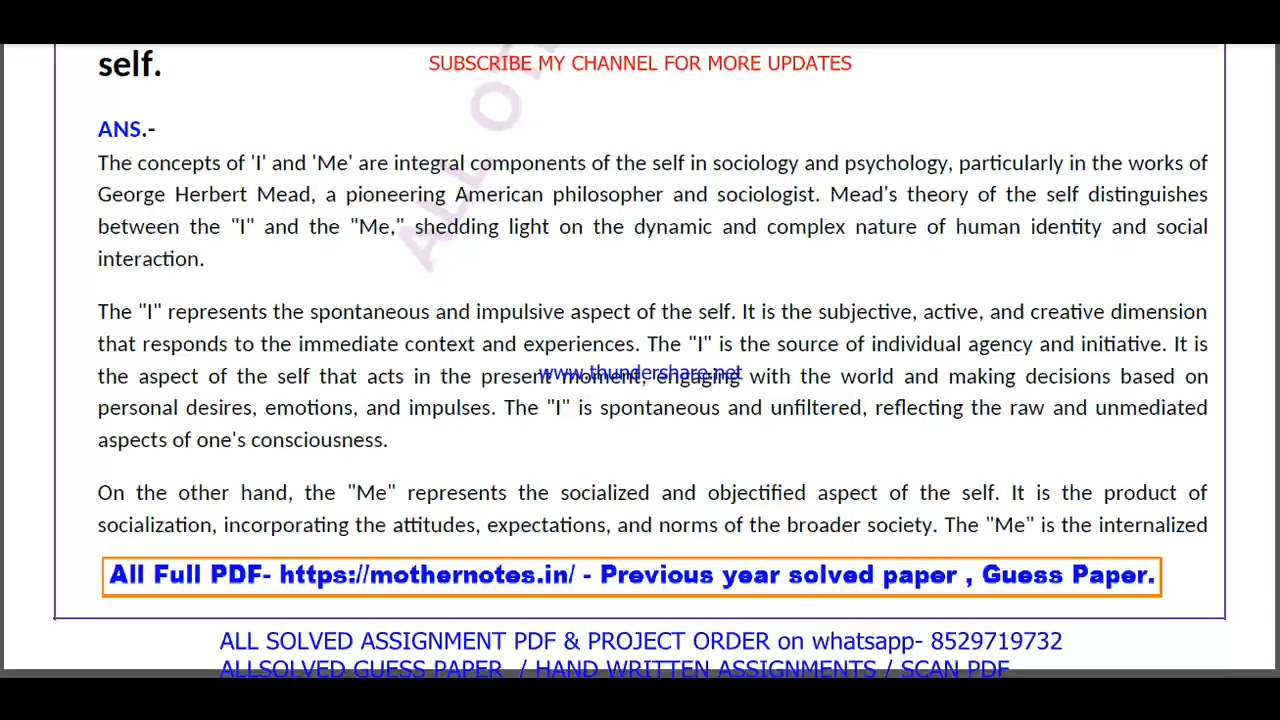 self.
SUBSCRIBE MY CHANNEL FOR MORE UPDATES
ANS.-
The concepts of 'I' and 'Me' are integral components of the self in sociology and psychology, particularly in the works of
George Herbert Mead, a pioneering American philosopher and sociologist. Mead's theory of the self distinguishes
between the "I" and the "Me," shedding light on the dynamic and complex nature of human identity and social
interaction.
The "I" represents the spontaneous and impulsive aspect of the self. It is the subjective, active, and creative dimension
that responds to the immediate context and experiences. The "I" is the source of individual agency and initiative. It is
the aspect of the self that acts in the present moment, engaging with the world and making decisions based on
www.thundershare.net
personal desires, emotions, and impulses. The "I" is spontaneous and unfiltered, reflecting the raw and unmediated
aspects of one's consciousness.
On the other hand, the "Me" represents the socialized and objectified aspect of the self. It is the product of
socialization, incorporating the attitudes, expectations, and norms of the broader society. The "Me" is the internalized
All Full PDF- https://mothernotes.in/ - Previous year solved paper , Guess Paper.
ALL SOLVED ASSIGNMENT PDF & PROJECT ORDER on whatsapp- 8529719732
ALLSOLVED GUESS PAPER / HAND WRITTEN ASSIGNMENTS / SCAN PDF
ALL